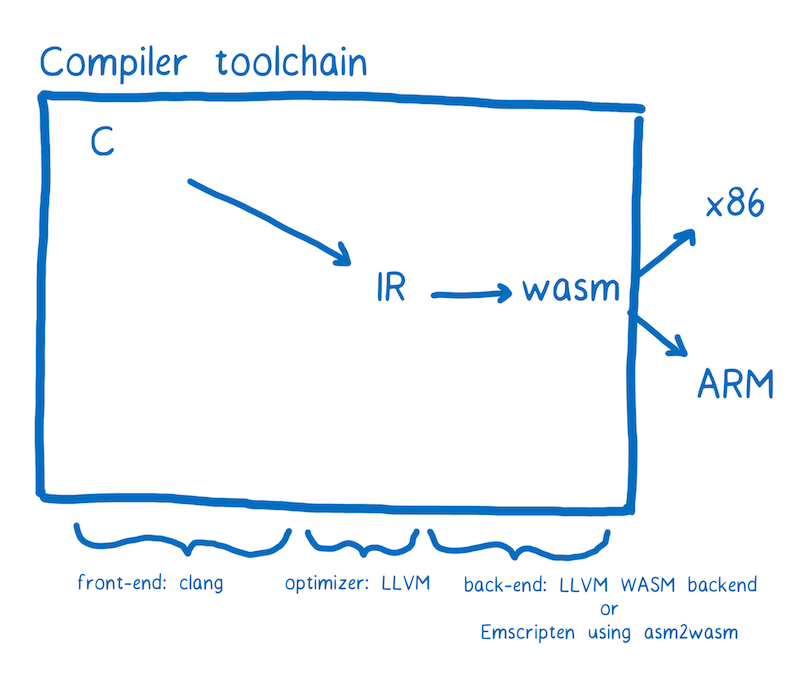 Compiler toolchain
C
x86
IR
wasm
ARM
front-end: clang
optimizer: LLVM
back-end: LLVM WASM backend
or
Emscripten using asm2wasm